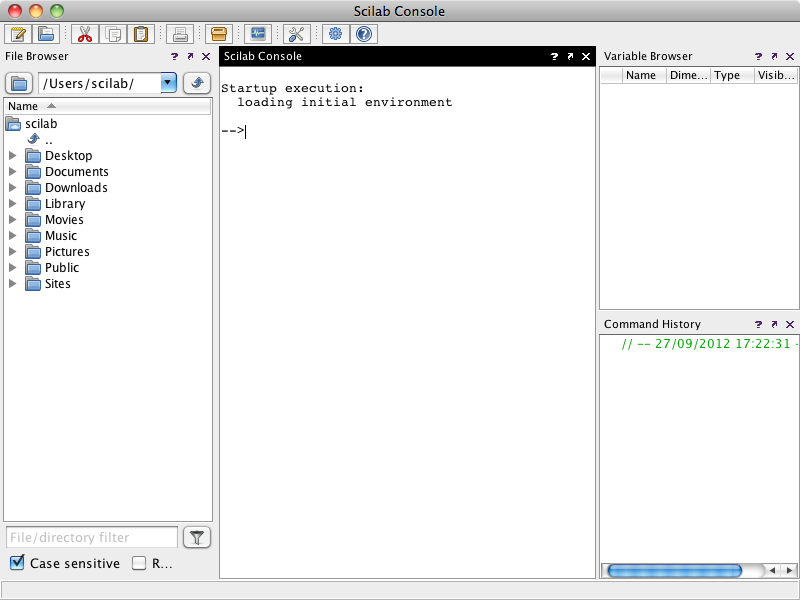 Scilab Console
File Browser ? 
Scilab Console ?
Variable Browser ?
/Users/scilab/
Name
scilab
..
Desktop
Documents
Downloads
Library
Movies
Music
Pictures
Public
Sites
File/directory filter
Case sensitive
R...
Startup execution:
loading initial environment
-->
Name Dime... Type Visib...
Command History ?
// -- 27/09/2012 17:22:31 -